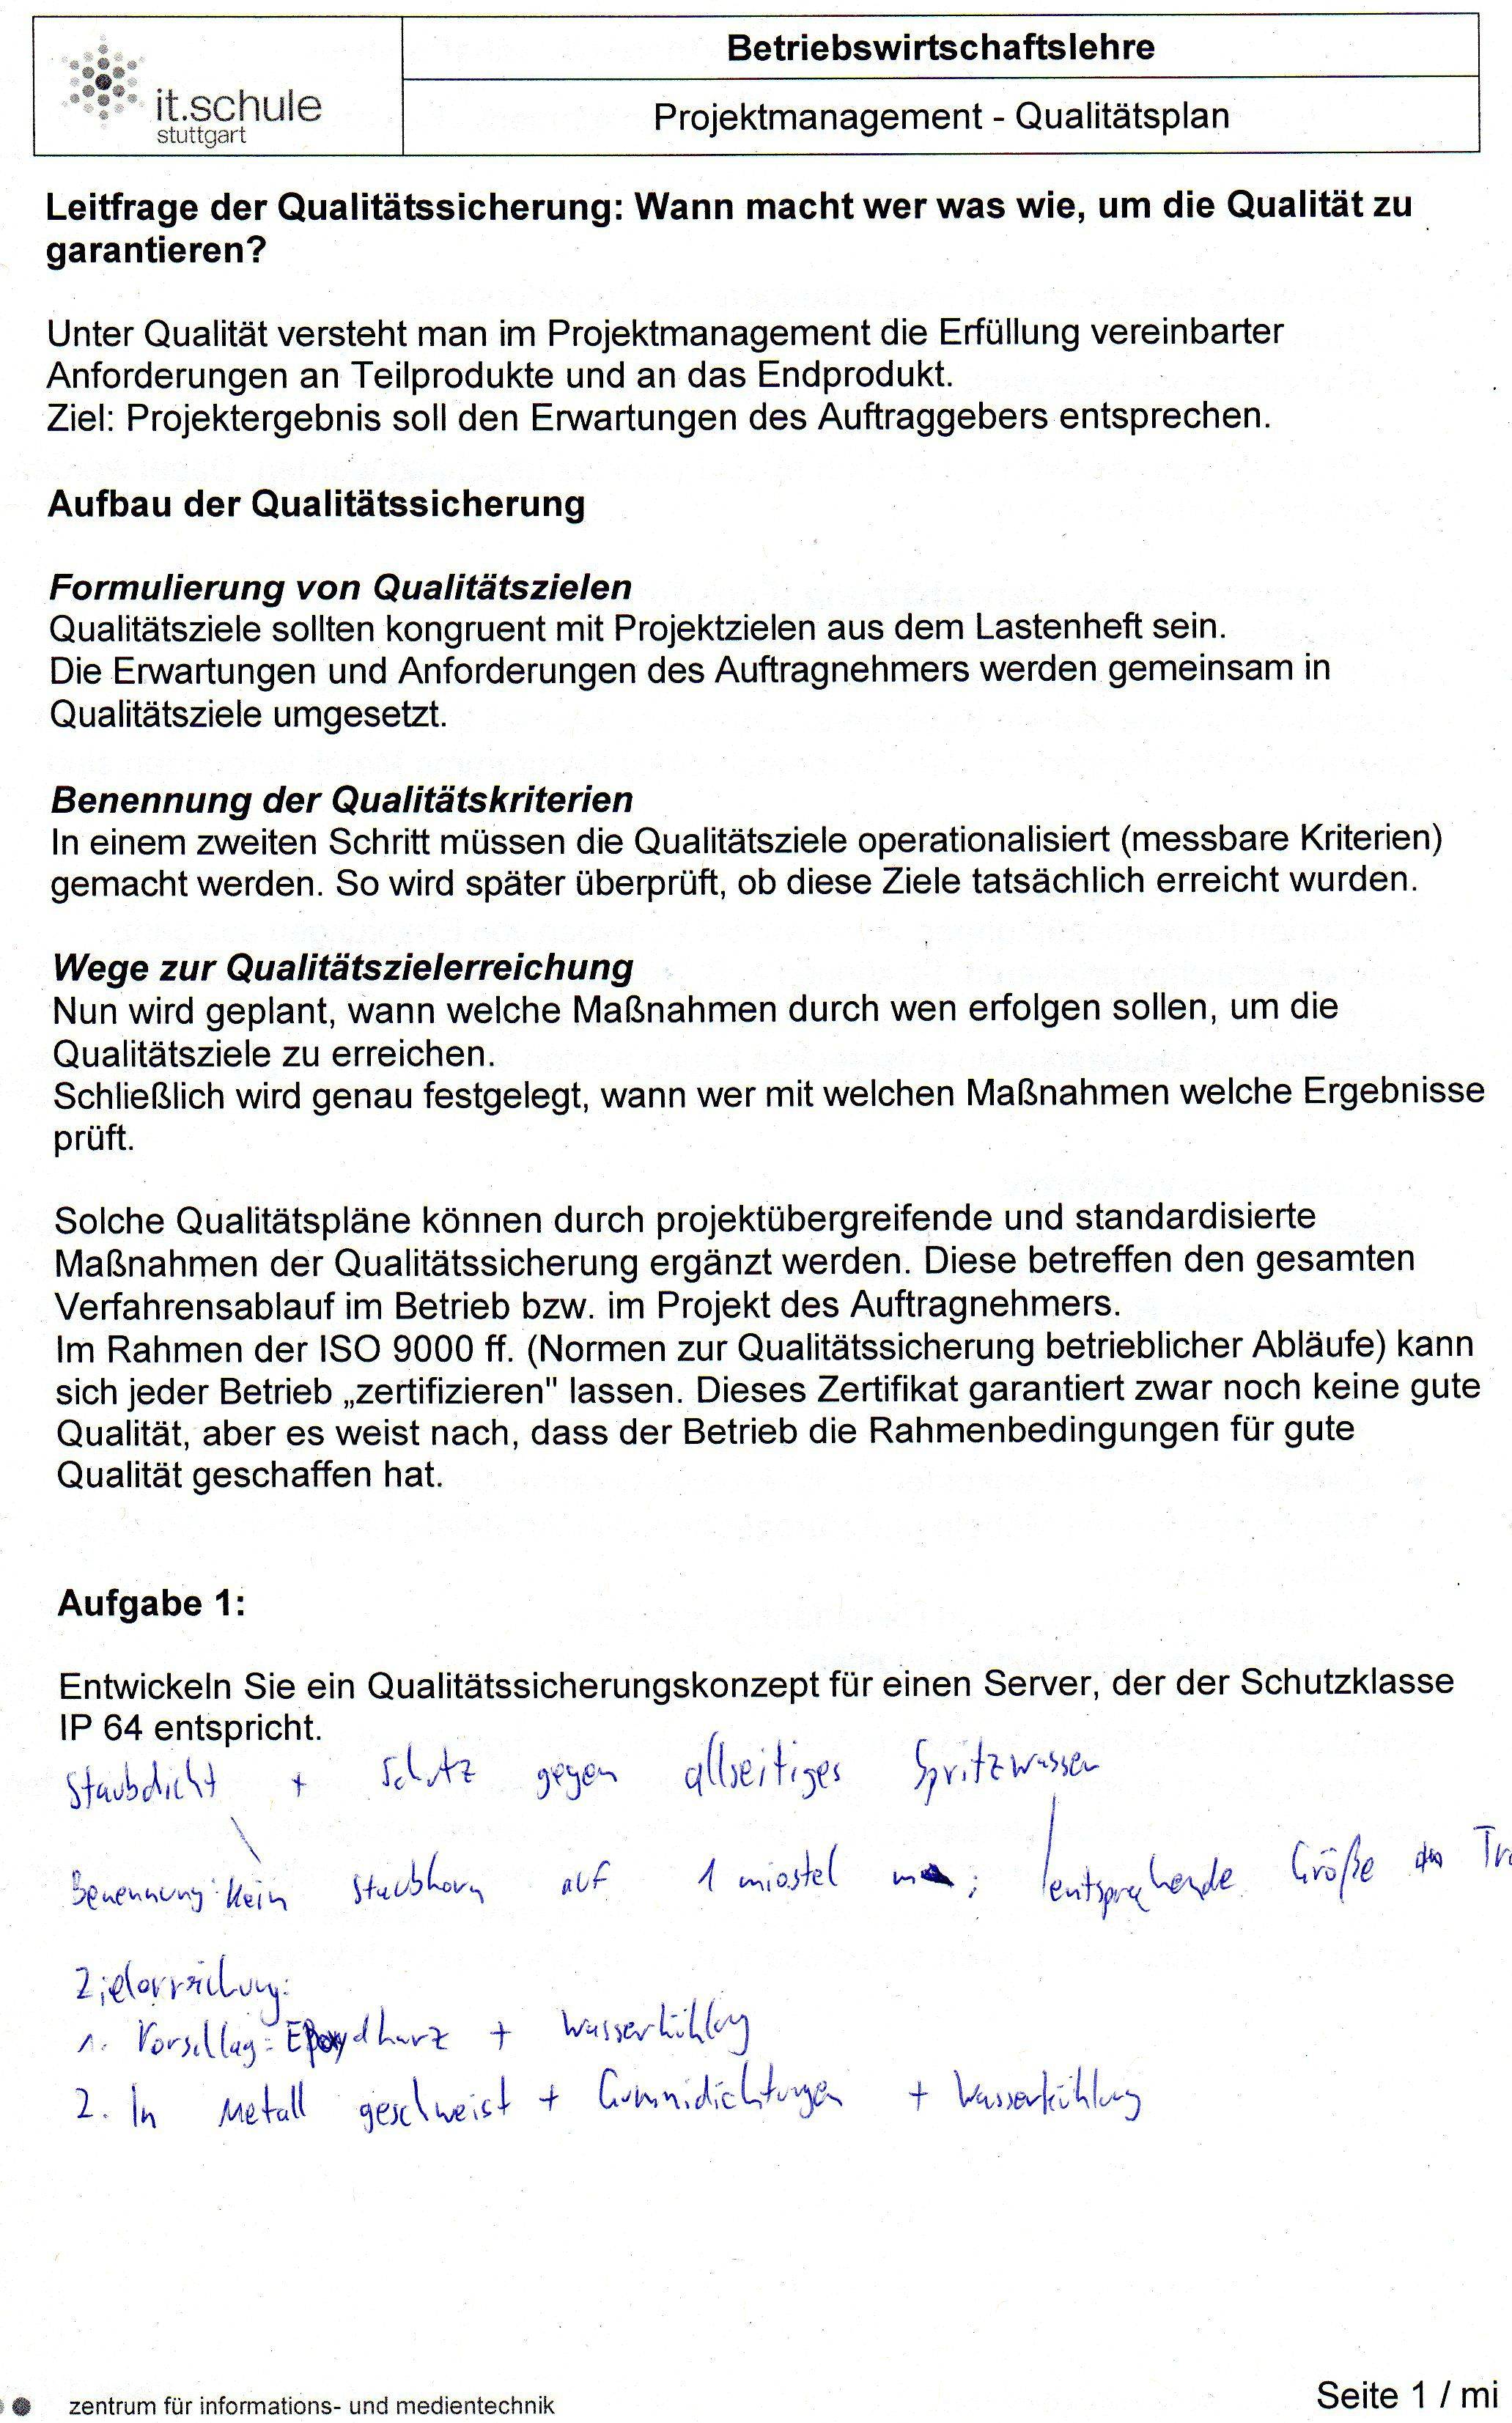 it.schule
stuttgart
Betriebswirtschaftslehre
Projektmanagement - Qualitätsplan
Leitfrage der Qualitätssicherung: Wann macht wer was wie, um die Qualität zu
garantieren?
Unter Qualität versteht man im Projektmanagement die Erfüllung vereinbarter
Anforderungen an Teilprodukte und an das Endprodukt.
Ziel: Projektergebnis soll den Erwartungen des Auftraggebers entsprechen.
Aufbau der Qualitätssicherung
Formulierung von Qualitätszielen
Qualitätsziele sollten kongruent mit Projektzielen aus dem Lastenheft sein.
Die Erwartungen und Anforderungen des Auftragnehmers werden gemeinsam in
Qualitätsziele umgesetzt.
Benennung der Qualitätskriterien
In einem zweiten Schritt müssen die Qualitätsziele operationalisiert (messbare Kriterien)
gemacht werden. So wird später überprüft, ob diese Ziele tatsächlich erreicht wurden.
Wege zur Qualitätszielerreichung
Nun wird geplant, wann welche Maßnahmen durch wen erfolgen sollen, um die
Qualitätsziele zu erreichen.
Schließlich wird genau festgelegt, wann wer mit welchen Maßnahmen welche Ergebnisse
prüft.
Solche Qualitätspläne können durch projektübergreifende und standardisierte
Maßnahmen der Qualitätssicherung ergänzt werden. Diese betreffen den gesamten
Verfahrensablauf im Betrieb bzw. im Projekt des Auftragnehmers.
Im Rahmen der ISO 9000 ff. (Normen zur Qualitätssicherung betrieblicher Abläufe) kann
sich jeder Betrieb „zertifizieren" lassen. Dieses Zertifikat garantiert zwar noch keine gute
Qualität, aber es weist nach, dass der Betrieb die Rahmenbedingungen für gute
Qualität geschaffen hat.
Aufgabe 1:
Entwickeln Sie ein Qualitätssicherungskonzept für einen Server, der der Schutzklasse
IP 64 entspricht.
Staubdicht + Schutz gegen allseitiges Spritzwasser
Benennung: Kein Staubkorn auf 1 ; entsprechende Größe
Zielerreichung:
1. Vorschlag: Epoxydharz + Wasserkühlung
2. In Metall geschweist + Gummidichtungen + Wasserkühlung
zentrum für informations- und medientechnik
Seite 1 / mi